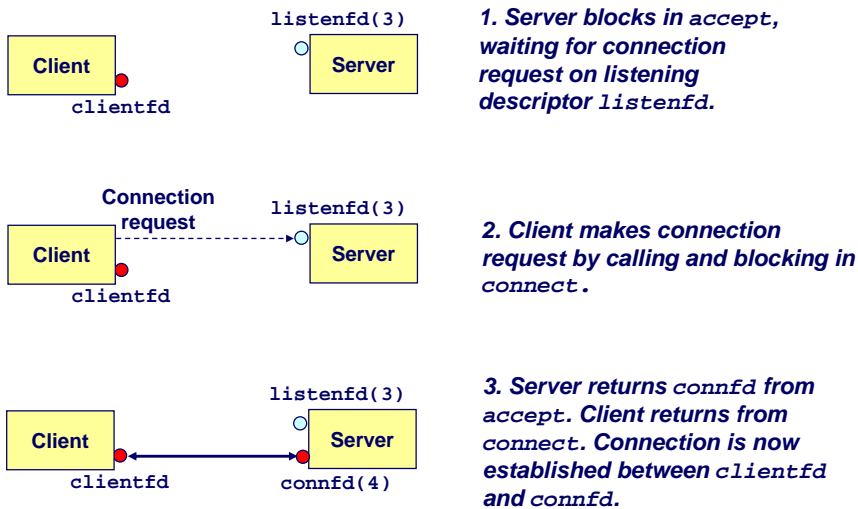 listenfd(3)
Client
Server
clientfd
1. Server blocks in accept,
waiting for connection
request on listening
descriptor listenfd.
Connection
request
listenfd(3)
Client
Server
clientfd
2. Client makes connection
request by calling and blocking in
connect.
listenfd(3)
Client
Server
clientfd
connfd(4)
3. Server returns connfd from
accept. Client returns from
connect. Connection is now
established between clientfd
and connfd.